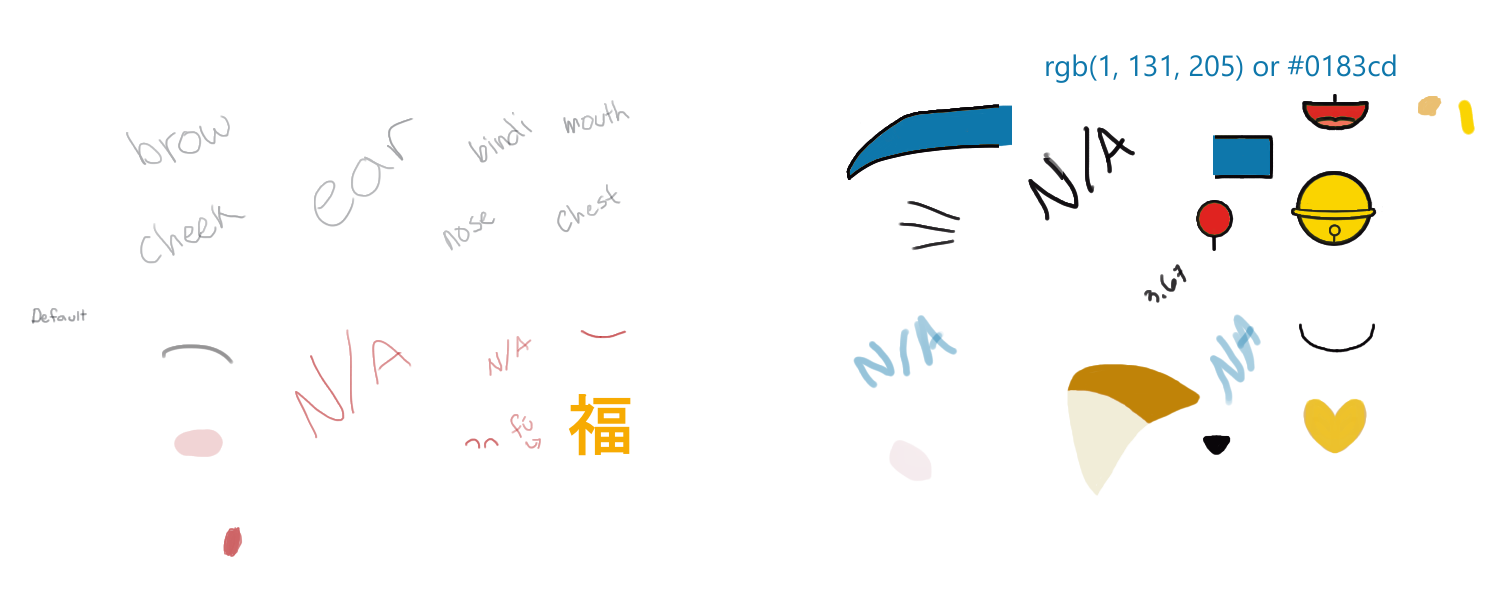 rgb(1, 131, 205) or #0183cd
brow
ear
bindi
mouth
N/A
cheek
nose
chest
3.67
Default
N/A
N/A
N/A
N/A
fú
福